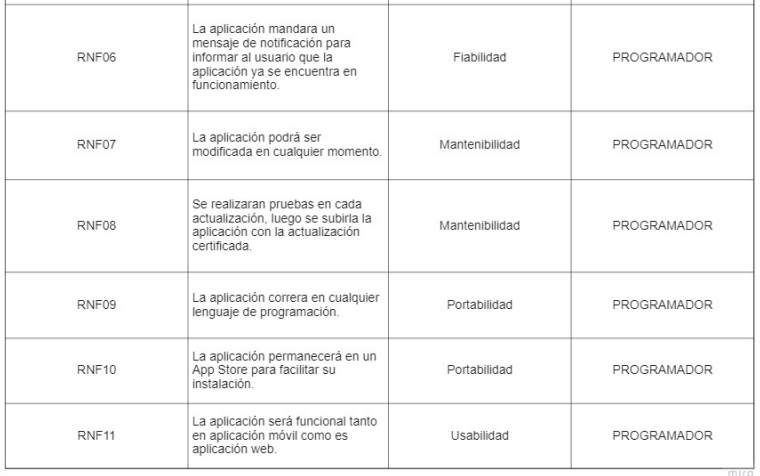 RNF06
La aplicación mandara un
mensaje de notificación para
informar al usuario que la
aplicación ya se encuentra en
funcionamiento.
Fiabilidad
PROGRAMADOR
RNF07
La aplicación podrá ser
modificada en cualquier momento.
Mantenibilidad
PROGRAMADOR
RNF08
Se realizaran pruebas en cada
actualización, luego se subirla la
aplicación con la actualización
certificada.
Mantenibilidad
PROGRAMADOR
RNF09
La aplicación correra en cualquier
lenguaje de programación.
Portabilidad
PROGRAMADOR
RNF10
La aplicación permanecerá en un
App Store para facilitar su
instalación.
Portabilidad
PROGRAMADOR
RNF11
La aplicación será funcional tanto
en aplicación móvil como es
aplicación web.
Usabilidad
PROGRAMADOR
miro